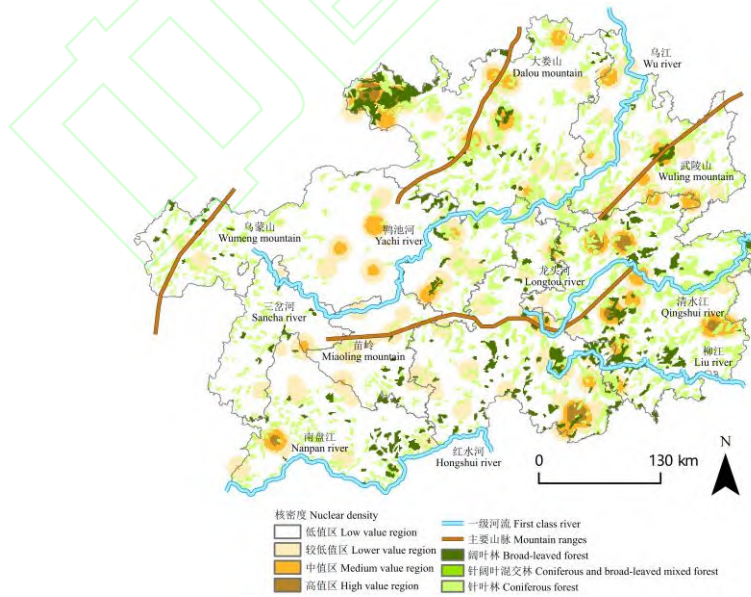 大娄山
Dalou mountain
乌江
Wu river
武陵山
Wuling mountain
乌蒙山
Wumeng mountain
鸭池河
Yachi river
龙头河
Longtou river
三岔河
Sancha river
清水江
Qingshui river
苗岭
Miaoling mountain
柳江
Liu river
南盘江
Nanpan river
红水河
Hongshui river
N
0 130 km
核密度 Nuclear density
低值区 Low value region
较低值区 Lower value region
中值区 Medium value region
高值区 High value region
一级河流 First class river
主要山脉 Mountain ranges
阔叶林 Broad-leaved forest
针阔叶混交林 Coniferous and broad-leaved mixed forest
针叶林 Coniferous forest